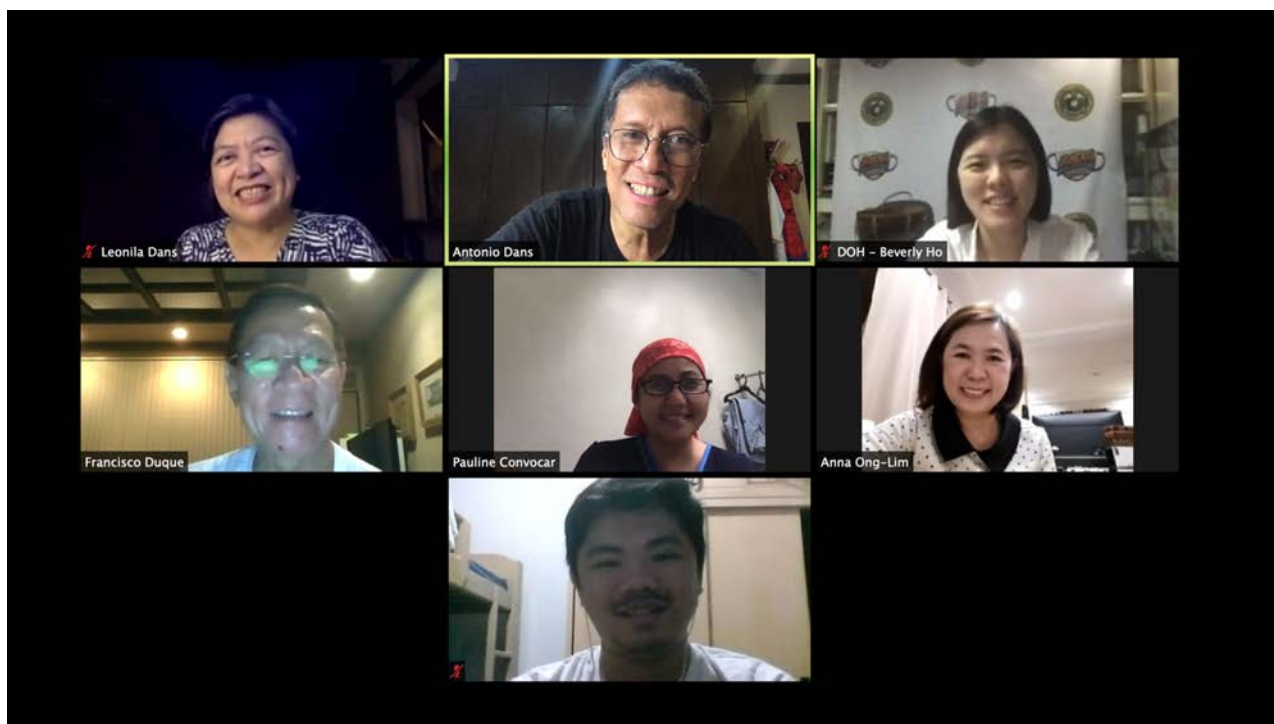 Leonila Dans
Antonio Dans
DOH - Beverly Ho
Francisco Duque
Pauline Convocar
Anna Ong-Lim